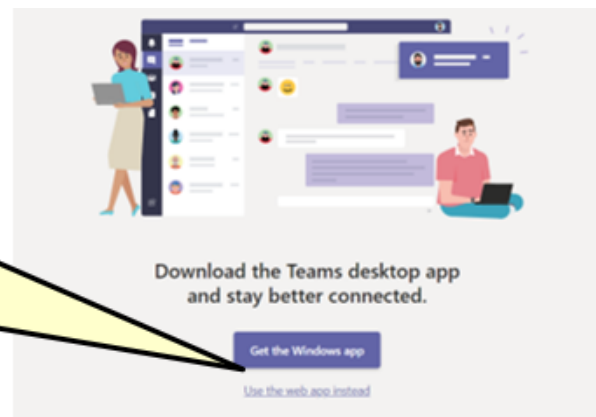 Download the Teams desktop app
and stay better connected.
Get the Windows app
Use the web app instead